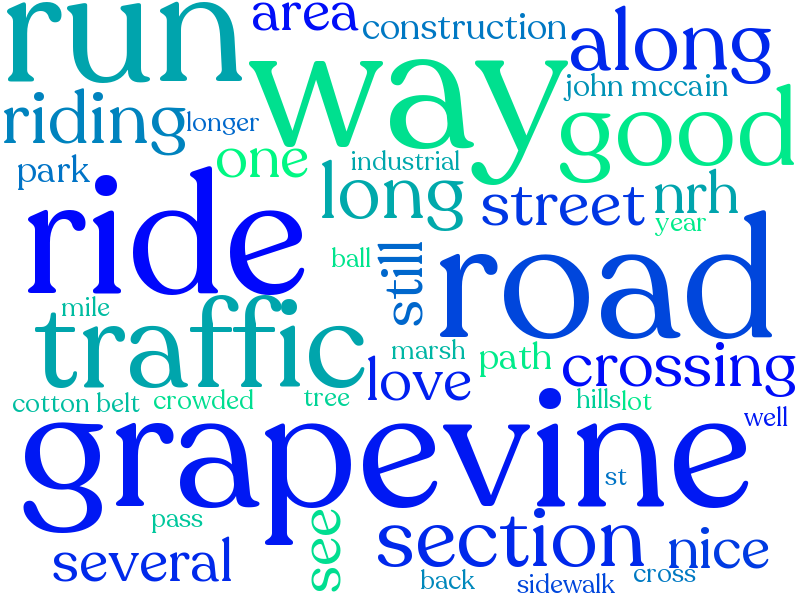 run
area
construction
along
way
john mccain
riding
longer
good
one
park
industrial
long
nrh
ride
street
year
road
still
ball
mile
traffic
marsh
path
crossing
love
cotton belt
crowded
tree
hills
lot
well
grapevine
st
pass
see
section
nice
several
back
sidewalk
cross